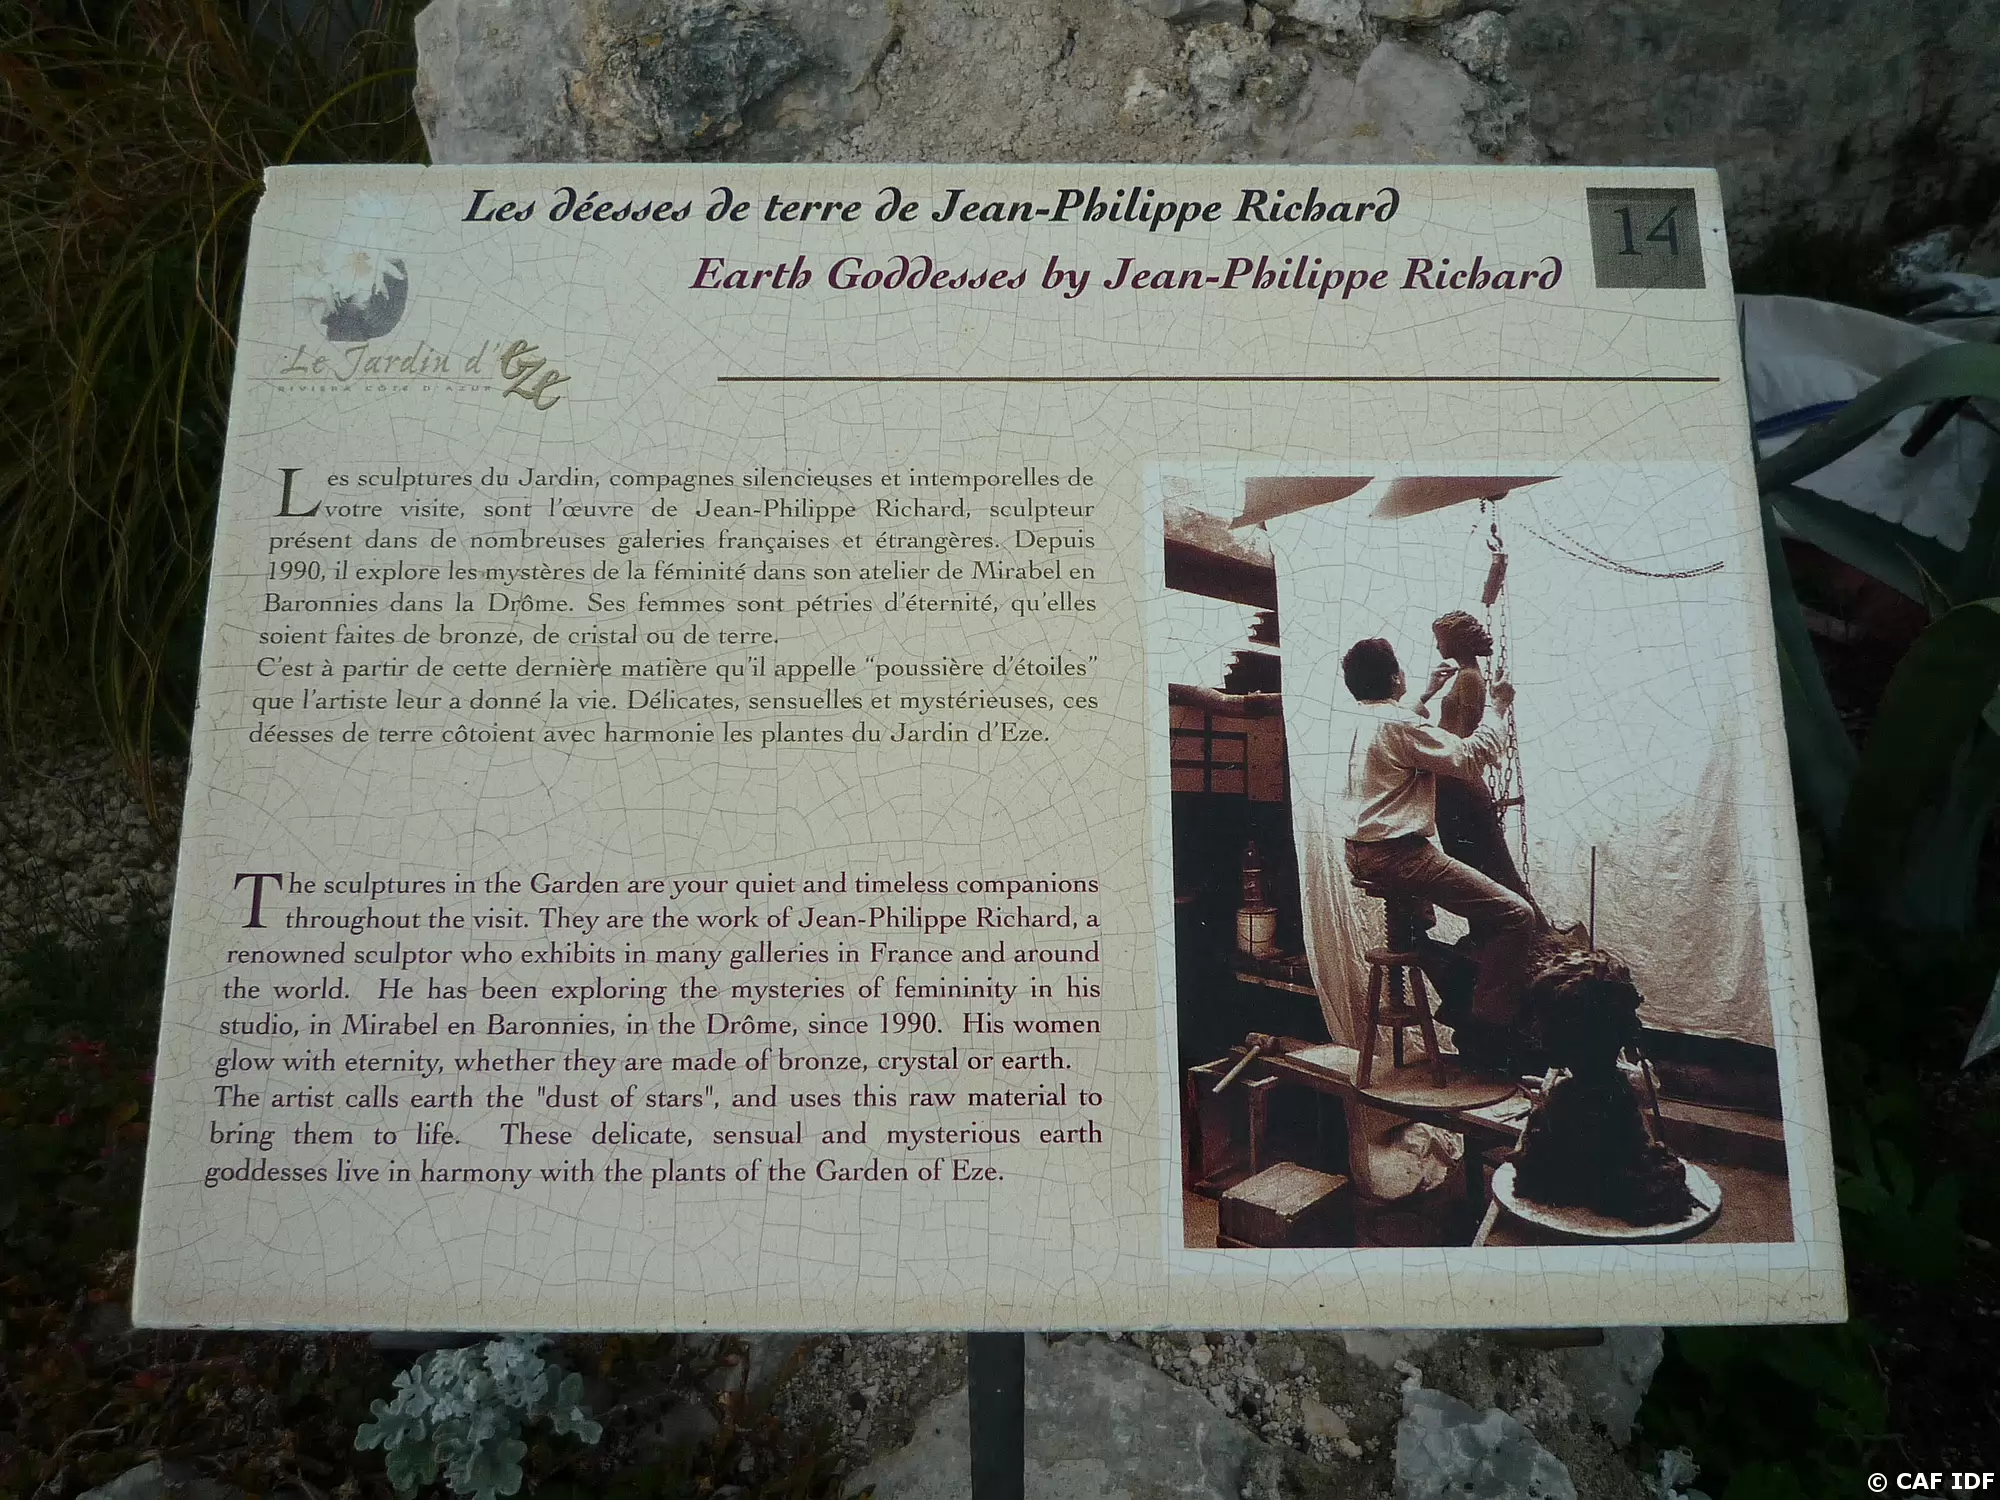 Les déesses de terre de Jean-Philippe Richard
14
Earth Goddesses by Jean-Philippe Richard
Le Jardin d'eze
RIVIERA CÔTE D'AZUR
Les sculptures du Jardin, compagnes silencieuses et intemporelles de
votre visite, sont l'œuvre de Jean-Philippe Richard, sculpteur
présent dans de nombreuses galeries françaises et étrangères. Depuis
1990, il explore les mystères de la féminité dans son atelier de Mirabel en
Baronnies dans la Drôme. Ses femmes sont pétries d'éternité, qu'elles
soient faites de bronze, de cristal ou de terre.
C'est à partir de cette dernière matière qu'il appelle “poussière d'étoiles”
que l'artiste leur a donné la vie. Délicates, sensuelles et mystérieuses, ces
déesses de terre côtoient avec harmonie les plantes du Jardin d'Eze.
The sculptures in the Garden are your quiet and timeless companions
throughout the visit. They are the work of Jean-Philippe Richard, a
renowned sculptor who exhibits in many galleries in France and around
the world. He has been exploring the mysteries of femininity in his
studio, in Mirabel en Baronnies, in the Drôme, since 1990. His women
glow with eternity, whether they are made of bronze, crystal or earth.
The artist calls earth the "dust of stars", and uses this raw material to
bring them to life. These delicate, sensual and mysterious earth
goddesses live in harmony with the plants of the Garden of Eze.
© CAF IDF